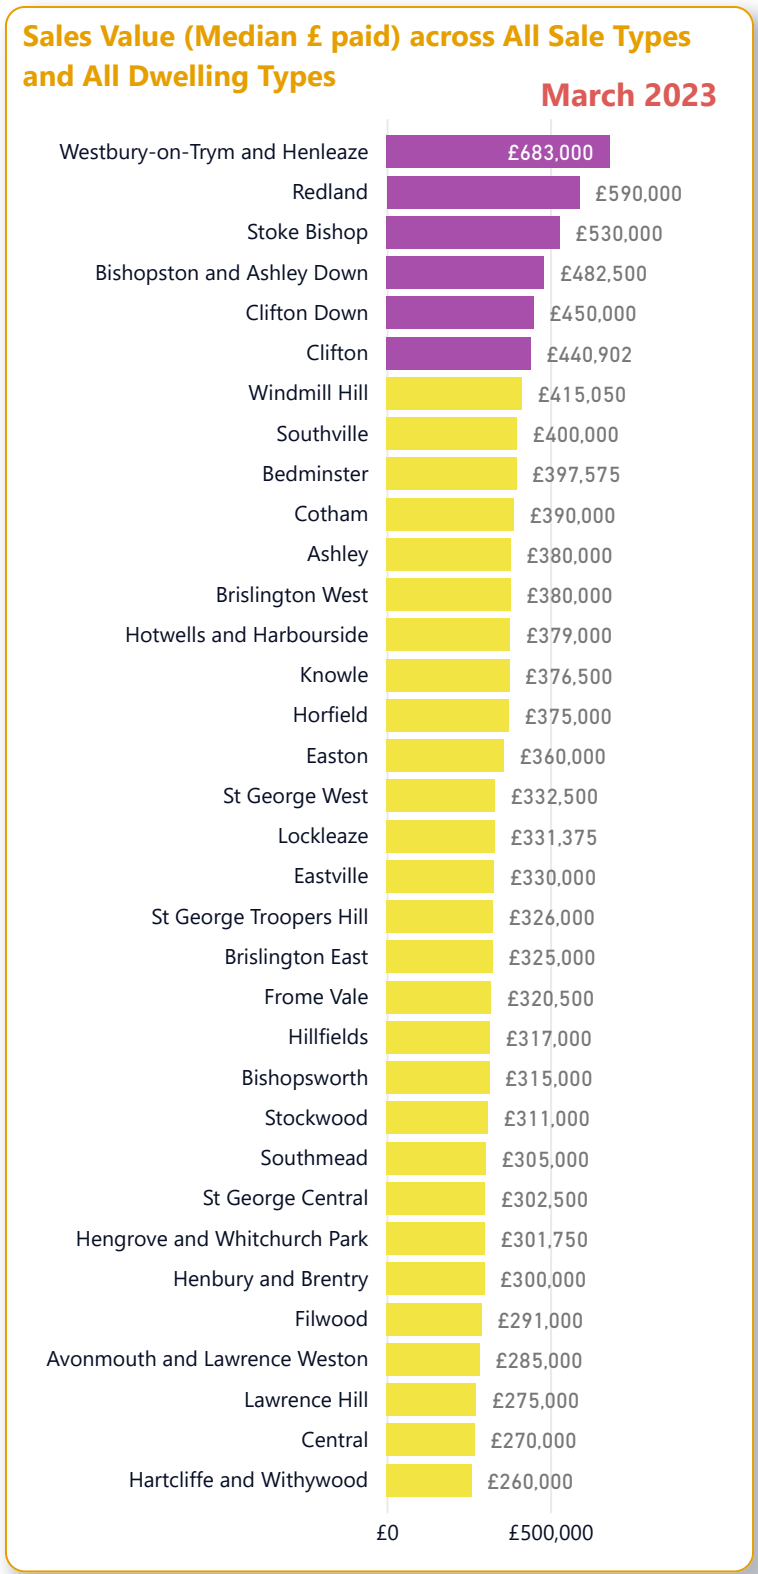 Sales Value (Median £ paid) across All Sale Types
and All Dwelling Types
March 2023
Westbury-on-Trym and Henleaze £683,000
Redland £590,000
Stoke Bishop £530,000
Bishopston and Ashley Down £482,500
Clifton Down £450,000
Clifton £440,902
Windmill Hill £415,050
Southville £400,000
Bedminster £397,575
Cotham £390,000
Ashley £380,000
Brislington West £380,000
Hotwells and Harbourside £379,000
Knowle £376,500
Horfield £375,000
Easton £360,000
St George West £332,500
Lockleaze £331,375
Eastville £330,000
St George Troopers Hill £326,000
Brislington East £325,000
Frome Vale £320,500
Hillfields £317,000
Bishopsworth £315,000
Stockwood £311,000
Southmead £305,000
St George Central £302,500
Hengrove and Whitchurch Park £301,750
Henbury and Brentry £300,000
Filwood £291,000
Avonmouth and Lawrence Weston £285,000
Lawrence Hill £275,000
Central £270,000
Hartcliffe and Withywood £260,000
£0 £500,000